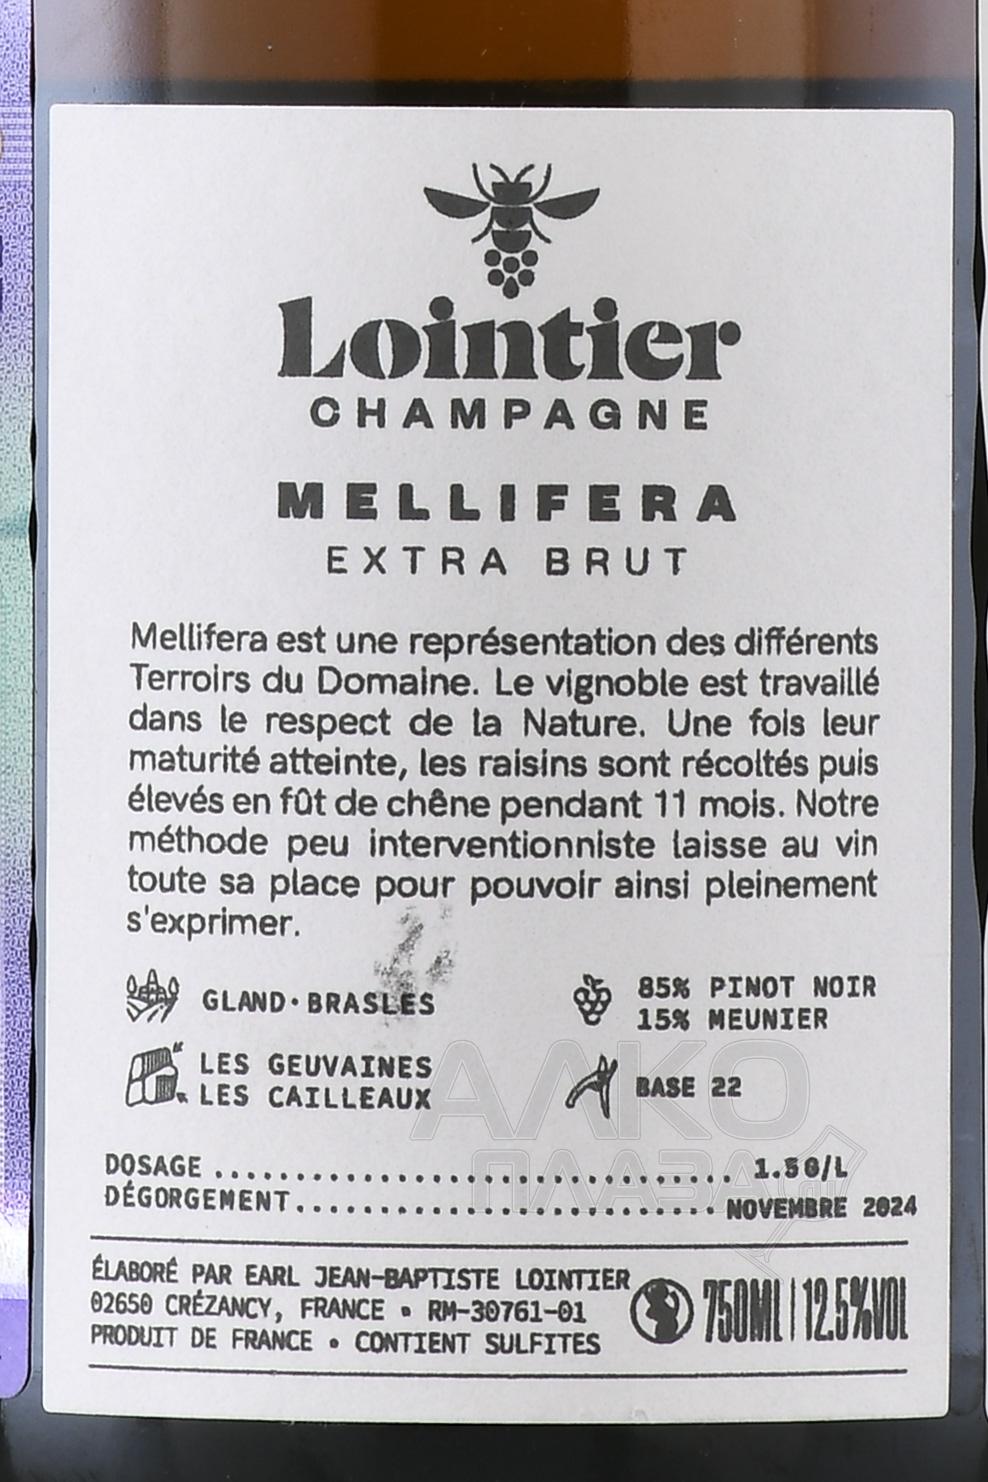 Lointier
CHAMPAGNE
MELLIFERA
EXTRA BRUT
Mellifera est une représentation des différents
Terroirs du Domaine. Le vignoble est travaillé
dans le respect de la Nature. Une fois leur
maturité atteinte, les raisins sont récoltés puis
élevés en fût de chêne pendant 11 mois. Notre
méthode peu interventionniste laisse au vin
toute sa place pour pouvoir ainsi pleinement
s'exprimer.
GLAND·BRASLES
85% PINOT NOIR
15% MEUNIER
LES GEUVAINES
LES CAILLEAUX
BASE 22
АЛКО
ПЛАЗА
DOSAGE ................................ 1.5G/L
DÉGORGEMENT.......................... NOVEMBRE 2024
ÉLABORÉ PAR EARL JEAN-BAPTISTE LOINTIER
02650 CRÉZANCY, FRANCE • RM-30761-01
PRODUIT DE FRANCE • CONTIENT SULFITES
750ML | 12.5%VOL